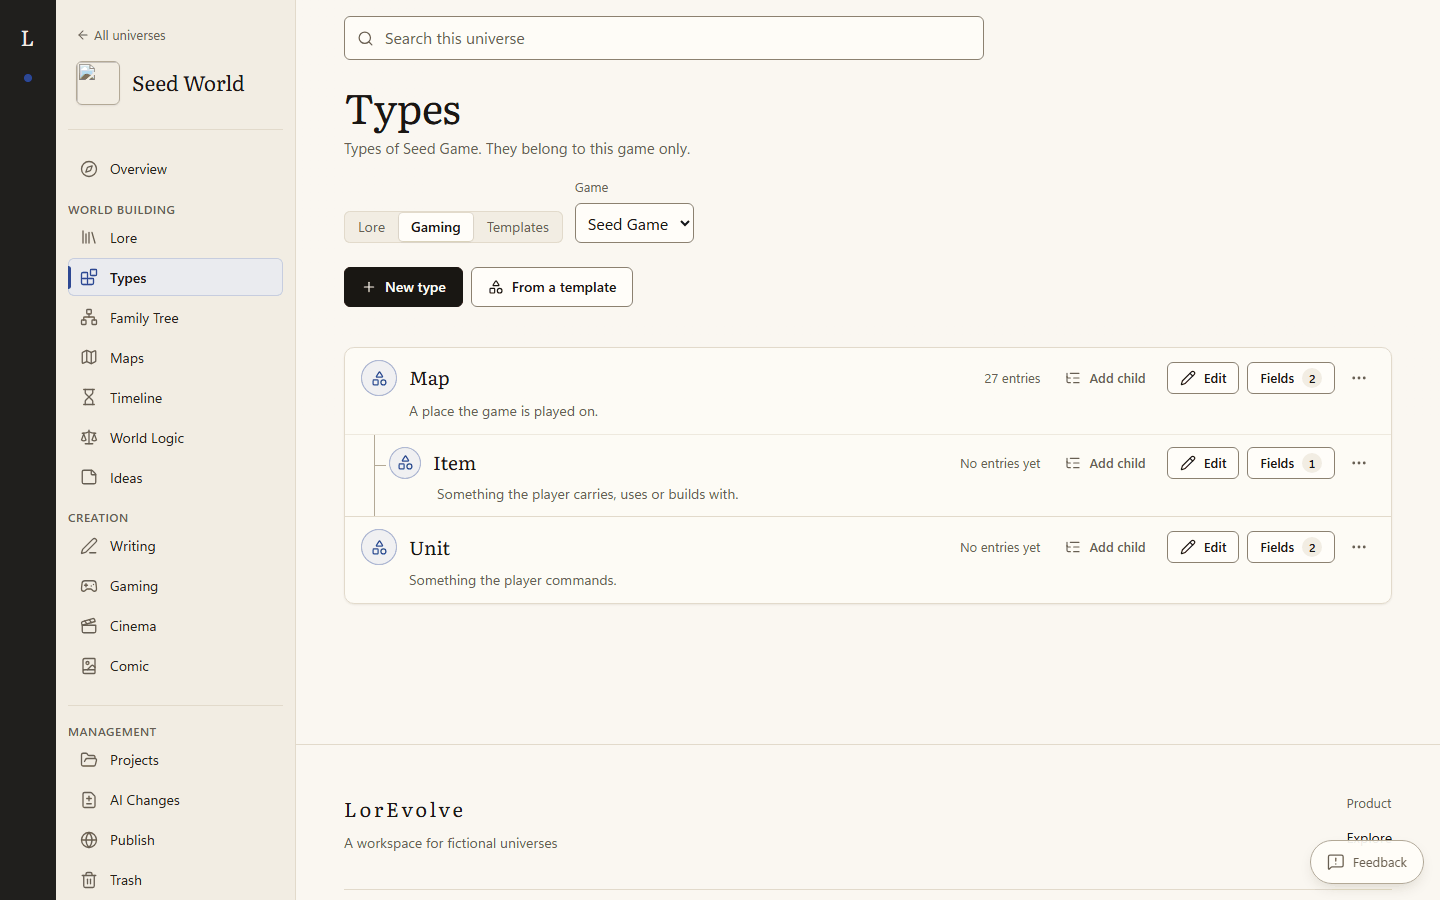 L
All universes
Seed World
Overview
WORLD BUILDING
Lore
Types
Family Tree
Maps
Timeline
World Logic
Ideas
CREATION
Writing
Gaming
Cinema
Comic
MANAGEMENT
Projects
AI Changes
Publish
Trash
Search this universe
Types
Types of Seed Game. They belong to this game only.
Game
Lore Gaming Templates Seed Game
New type From a template
Map 27 entries Add child Edit Fields 2
A place the game is played on.
Item No entries yet Add child Edit Fields 1
Something the player carries, uses or builds with.
Unit No entries yet Add child Edit Fields 2
Something the player commands.
LorEvolve
A workspace for fictional universes
Product
Explore
Feedback